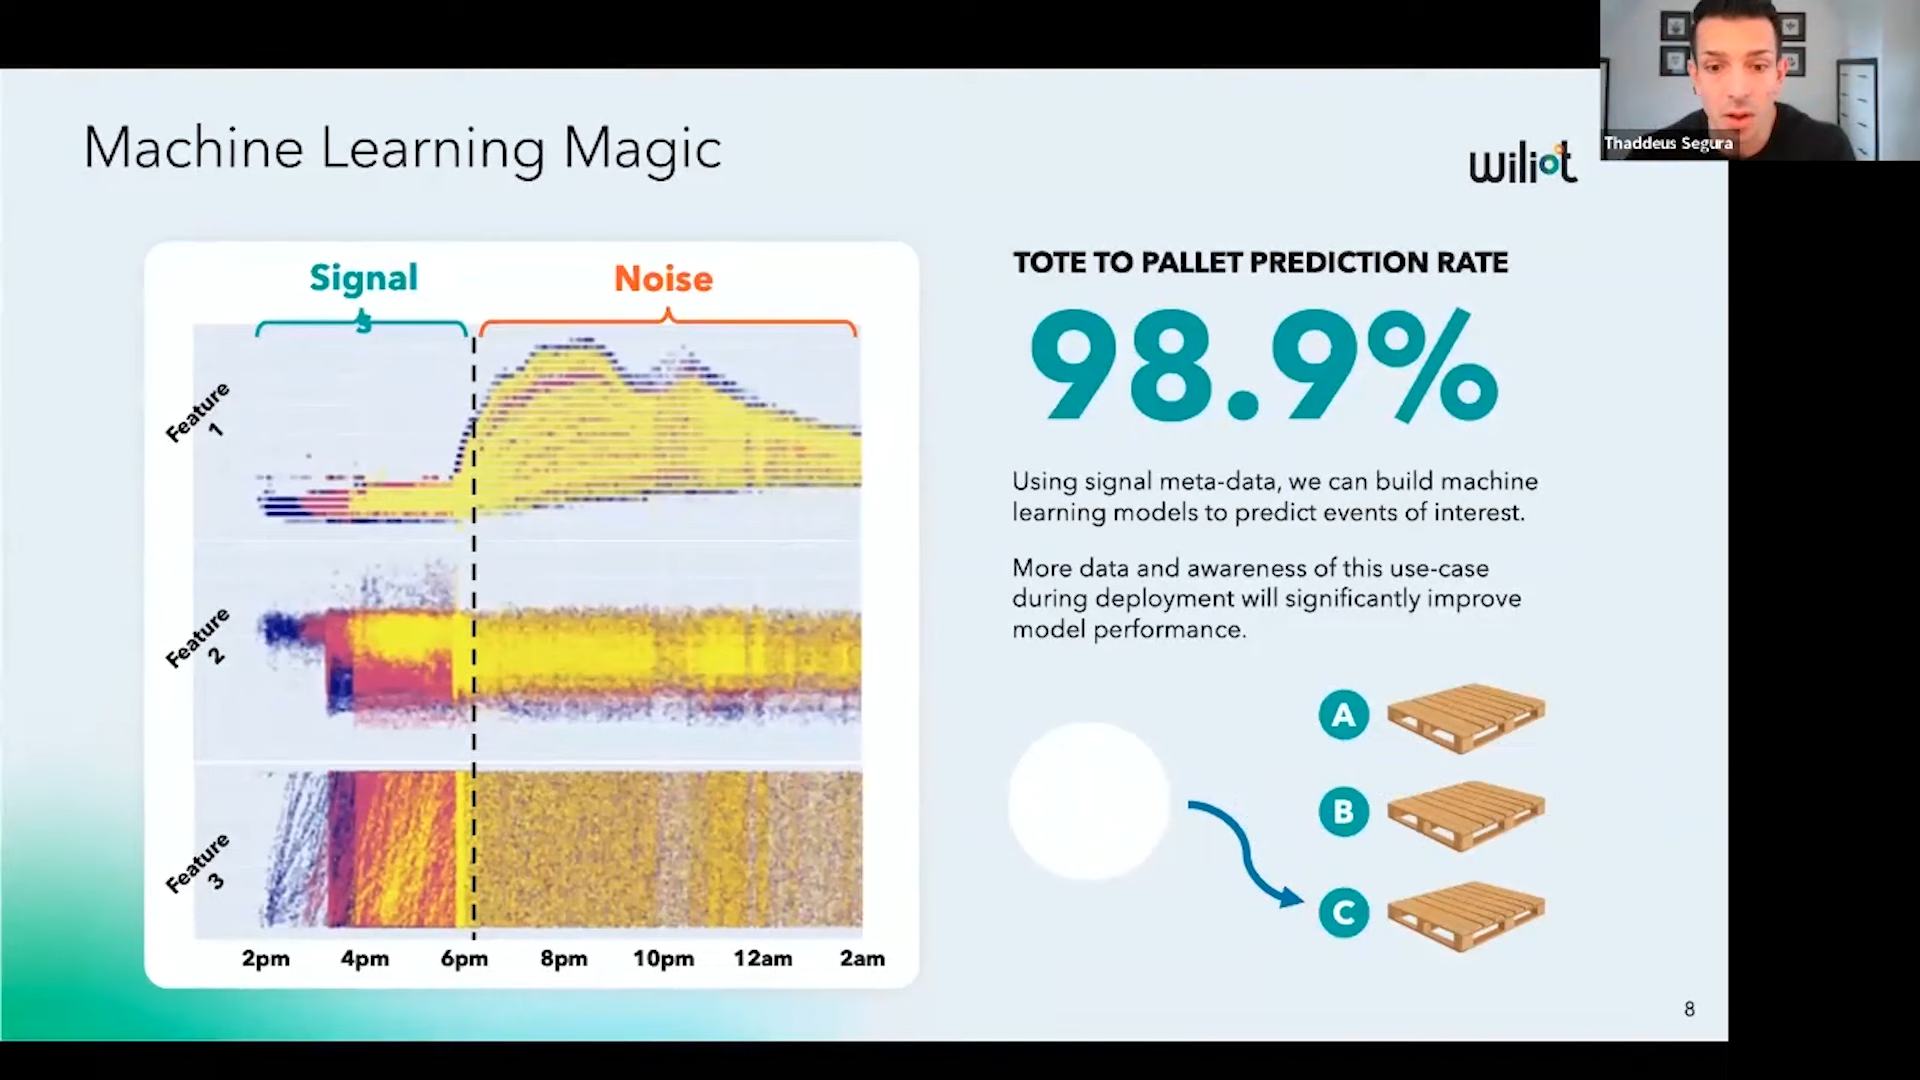 Machine Learning Magic
wiliot
Thaddeus Segura
Signal
s
Noise
Feature
1
Feature
2
Feature
3
2pm 4pm 6pm 8pm 10pm 12am 2am
TOTE TO PALLET PREDICTION RATE
98.9%
Using signal meta-data, we can build machine
learning models to predict events of interest.
More data and awareness of this use-case
during deployment will significantly improve
model performance.
A
B
C
8